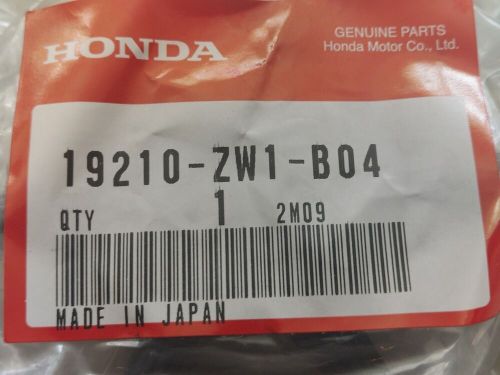 HONDA
GENUINE PARTS
Honda Motor Co., Ltd.
19210-ZW1-B04
QTY 1 2M09
MADE IN JAPAN